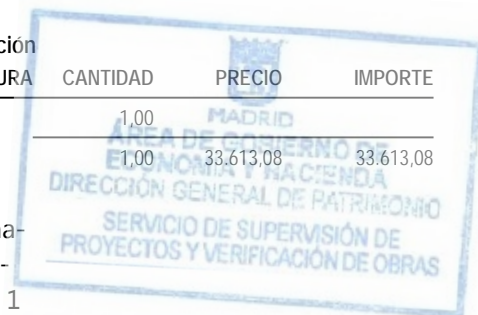 ción
URA CANTIDAD PRECIO IMPORTE
1,00
1,00 33.613,08 33.613,08
na-
-
1
MADRID
ÁREA DE GOBIERNO DE
ECONOMÍA Y HACIENDA
DIRECCIÓN GENERAL DE PATRIMONIO
SERVICIO DE SUPERVISIÓN DE
PROYECTOS Y VERIFICACIÓN DE OBRAS